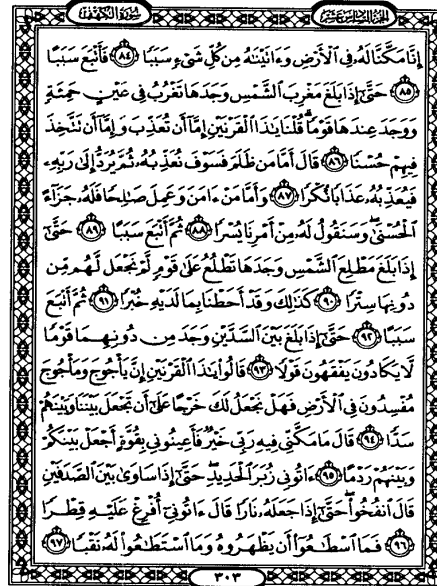 سورة الكهف
الجزء السادس عشر
إِنَّا مَكَّنَّا لَهُۥ فِى ٱلْأَرْضِ وَءَاتَيْنَٰهُ مِن كُلِّ شَىْءٍ سَبَبًا ٨٤ فَأَتْبَعَ سَبَبًا
٨٥ حَتَّىٰٓ إِذَا بَلَغَ مَغْرِبَ ٱلشَّمْسِ وَجَدَهَا تَغْرُبُ فِى عَيْنٍ حَمِئَةٍ
وَوَجَدَ عِندَهَا قَوْمًا ۗ قُلْنَا يَٰذَا ٱلْقَرْنَيْنِ إِمَّآ أَن تُعَذِّبَ وَإِمَّآ أَن تَتَّخِذَ
فِيهِمْ حُسْنًا ٨٦ قَالَ أَمَّا مَن ظَلَمَ فَسَوْفَ نُعَذِّبُهُۥ ثُمَّ يُرَدُّ إِلَىٰ رَبِّهِۦ
فَيُعَذِّبُهُۥ عَذَابًا نُّكْرًا ٨٧ وَأَمَّا مَنْ ءَامَنَ وَعَمِلَ صَٰلِحًا فَلَهُۥ جَزَآءً
ٱلْحُسْنَىٰ ۖ وَسَنَقُولُ لَهُۥ مِنْ أَمْرِنَا يُسْرًا ٨٨ ثُمَّ أَتْبَعَ سَبَبًا ٨٩ حَتَّىٰٓ
إِذَا بَلَغَ مَطْلِعَ ٱلشَّمْسِ وَجَدَهَا تَطْلُعُ عَلَىٰ قَوْمٍ لَّمْ نَجْعَل لَّهُم مِّن
دُونِهَا سِتْرًا ٩٠ كَذَٰلِكَ وَقَدْ أَحَطْنَا بِمَا لَدَيْهِ خُبْرًا ٩١ ثُمَّ أَتْبَعَ
سَبَبًا ٩٢ حَتَّىٰٓ إِذَا بَلَغَ بَيْنَ ٱلسَّدَّيْنِ وَجَدَ مِن دُونِهِمَا قَوْمًا
لَّا يَكَادُونَ يَفْقَهُونَ قَوْلًا ٩٣ قَالُوا۟ يَٰذَا ٱلْقَرْنَيْنِ إِنَّ يَأْجُوجَ وَمَأْجُوجَ
مُفْسِدُونَ فِى ٱلْأَرْضِ فَهَلْ نَجْعَلُ لَكَ خَرْجًا عَلَىٰٓ أَن تَجْعَلَ بَيْنَنَا وَبَيْنَهُمْ
سَدًّا ٩٤ قَالَ مَا مَكَّنِّى فِيهِ رَبِّى خَيْرٌ فَأَعِينُونِى بِقُوَّةٍ أَجْعَلْ بَيْنَكُمْ
وَبَيْنَهُمْ رَدْمًا ٩٥ ءَاتُونِى زُبَرَ ٱلْحَدِيدِ ۖ حَتَّىٰٓ إِذَا سَاوَىٰ بَيْنَ ٱلصَّدَفَيْنِ
قَالَ ٱنفُخُوا۟ ۖ حَتَّىٰٓ إِذَا جَعَلَهُۥ نَارًا قَالَ ءَاتُونِىٓ أُفْرِغْ عَلَيْهِ قِطْرًا
٩٦ فَمَا ٱسْطَٰعُوٓا۟ أَن يَظْهَرُوهُ وَمَا ٱسْتَطَٰعُوا۟ لَهُۥ نَقْبًا ٩٧
٣٠٣